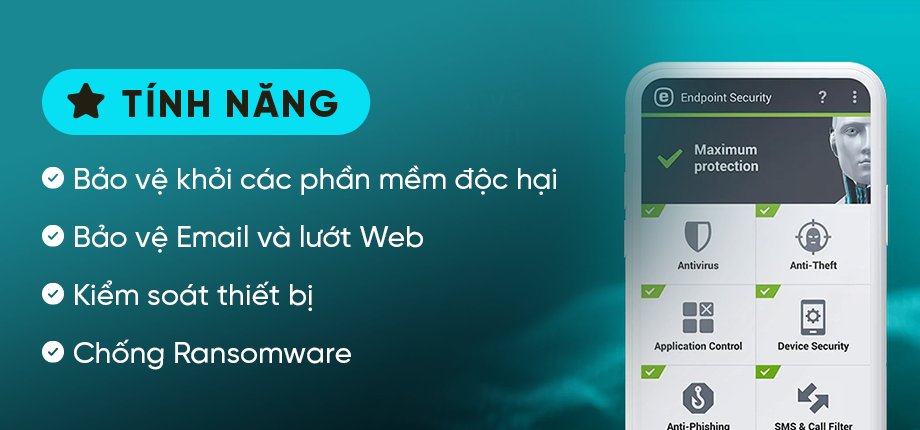 TÍNH NĂNG
Bảo vệ khỏi các phần mềm độc hại
Bảo vệ Email và lướt Web
Kiểm soát thiết bị
Chống Ransomware
e Endpoint Security ?
Maximum
protection
Antivirus
Anti-Theft
Application Control
Device Security
Anti-Phishing
SMS & Call Filter